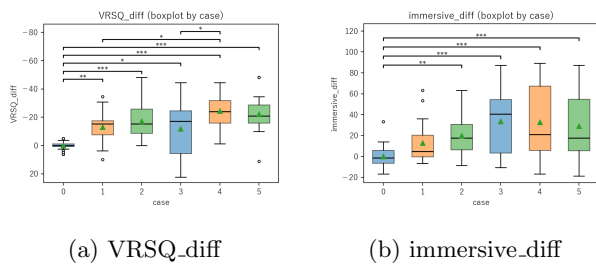 VRSQ_diff (boxplot by case)
VRSQ_diff
−80
−60
−40
−20
0
20
*
*
***
***
*
***
**
0 1 2 3 4 5
case
(a) VRSQ_diff
immersive_diff (boxplot by case)
immersive_diff
120
100
80
60
40
20
0
−20
***
***
***
**
0 1 2 3 4 5
case
(b) immersive_diff